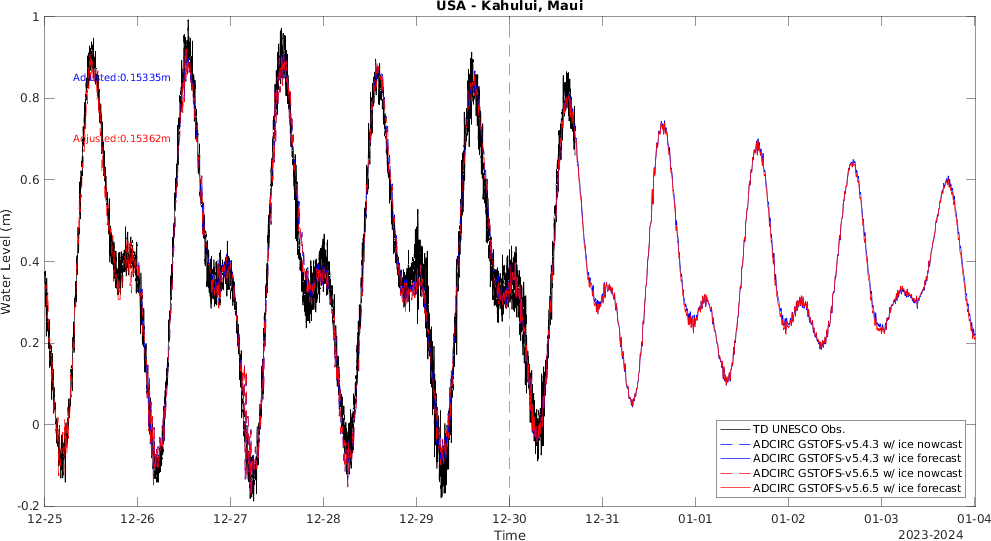 USA - Kahului, Maui
1
0.8
0.6
0.4
0.2
0
-0.2
Water Level (m)
Adjusted:0.15335m
Adjusted:0.15362m
TD UNESCO Obs.
ADCIRC GSTOFS-v5.4.3 w/ ice nowcast
ADCIRC GSTOFS-v5.4.3 w/ ice forecast
ADCIRC GSTOFS-v5.6.5 w/ ice nowcast
ADCIRC GSTOFS-v5.6.5 w/ ice forecast
12-25 12-26 12-27 12-28 12-29 12-30 12-31 01-01 01-02 01-03 01-04
Time
2023-2024